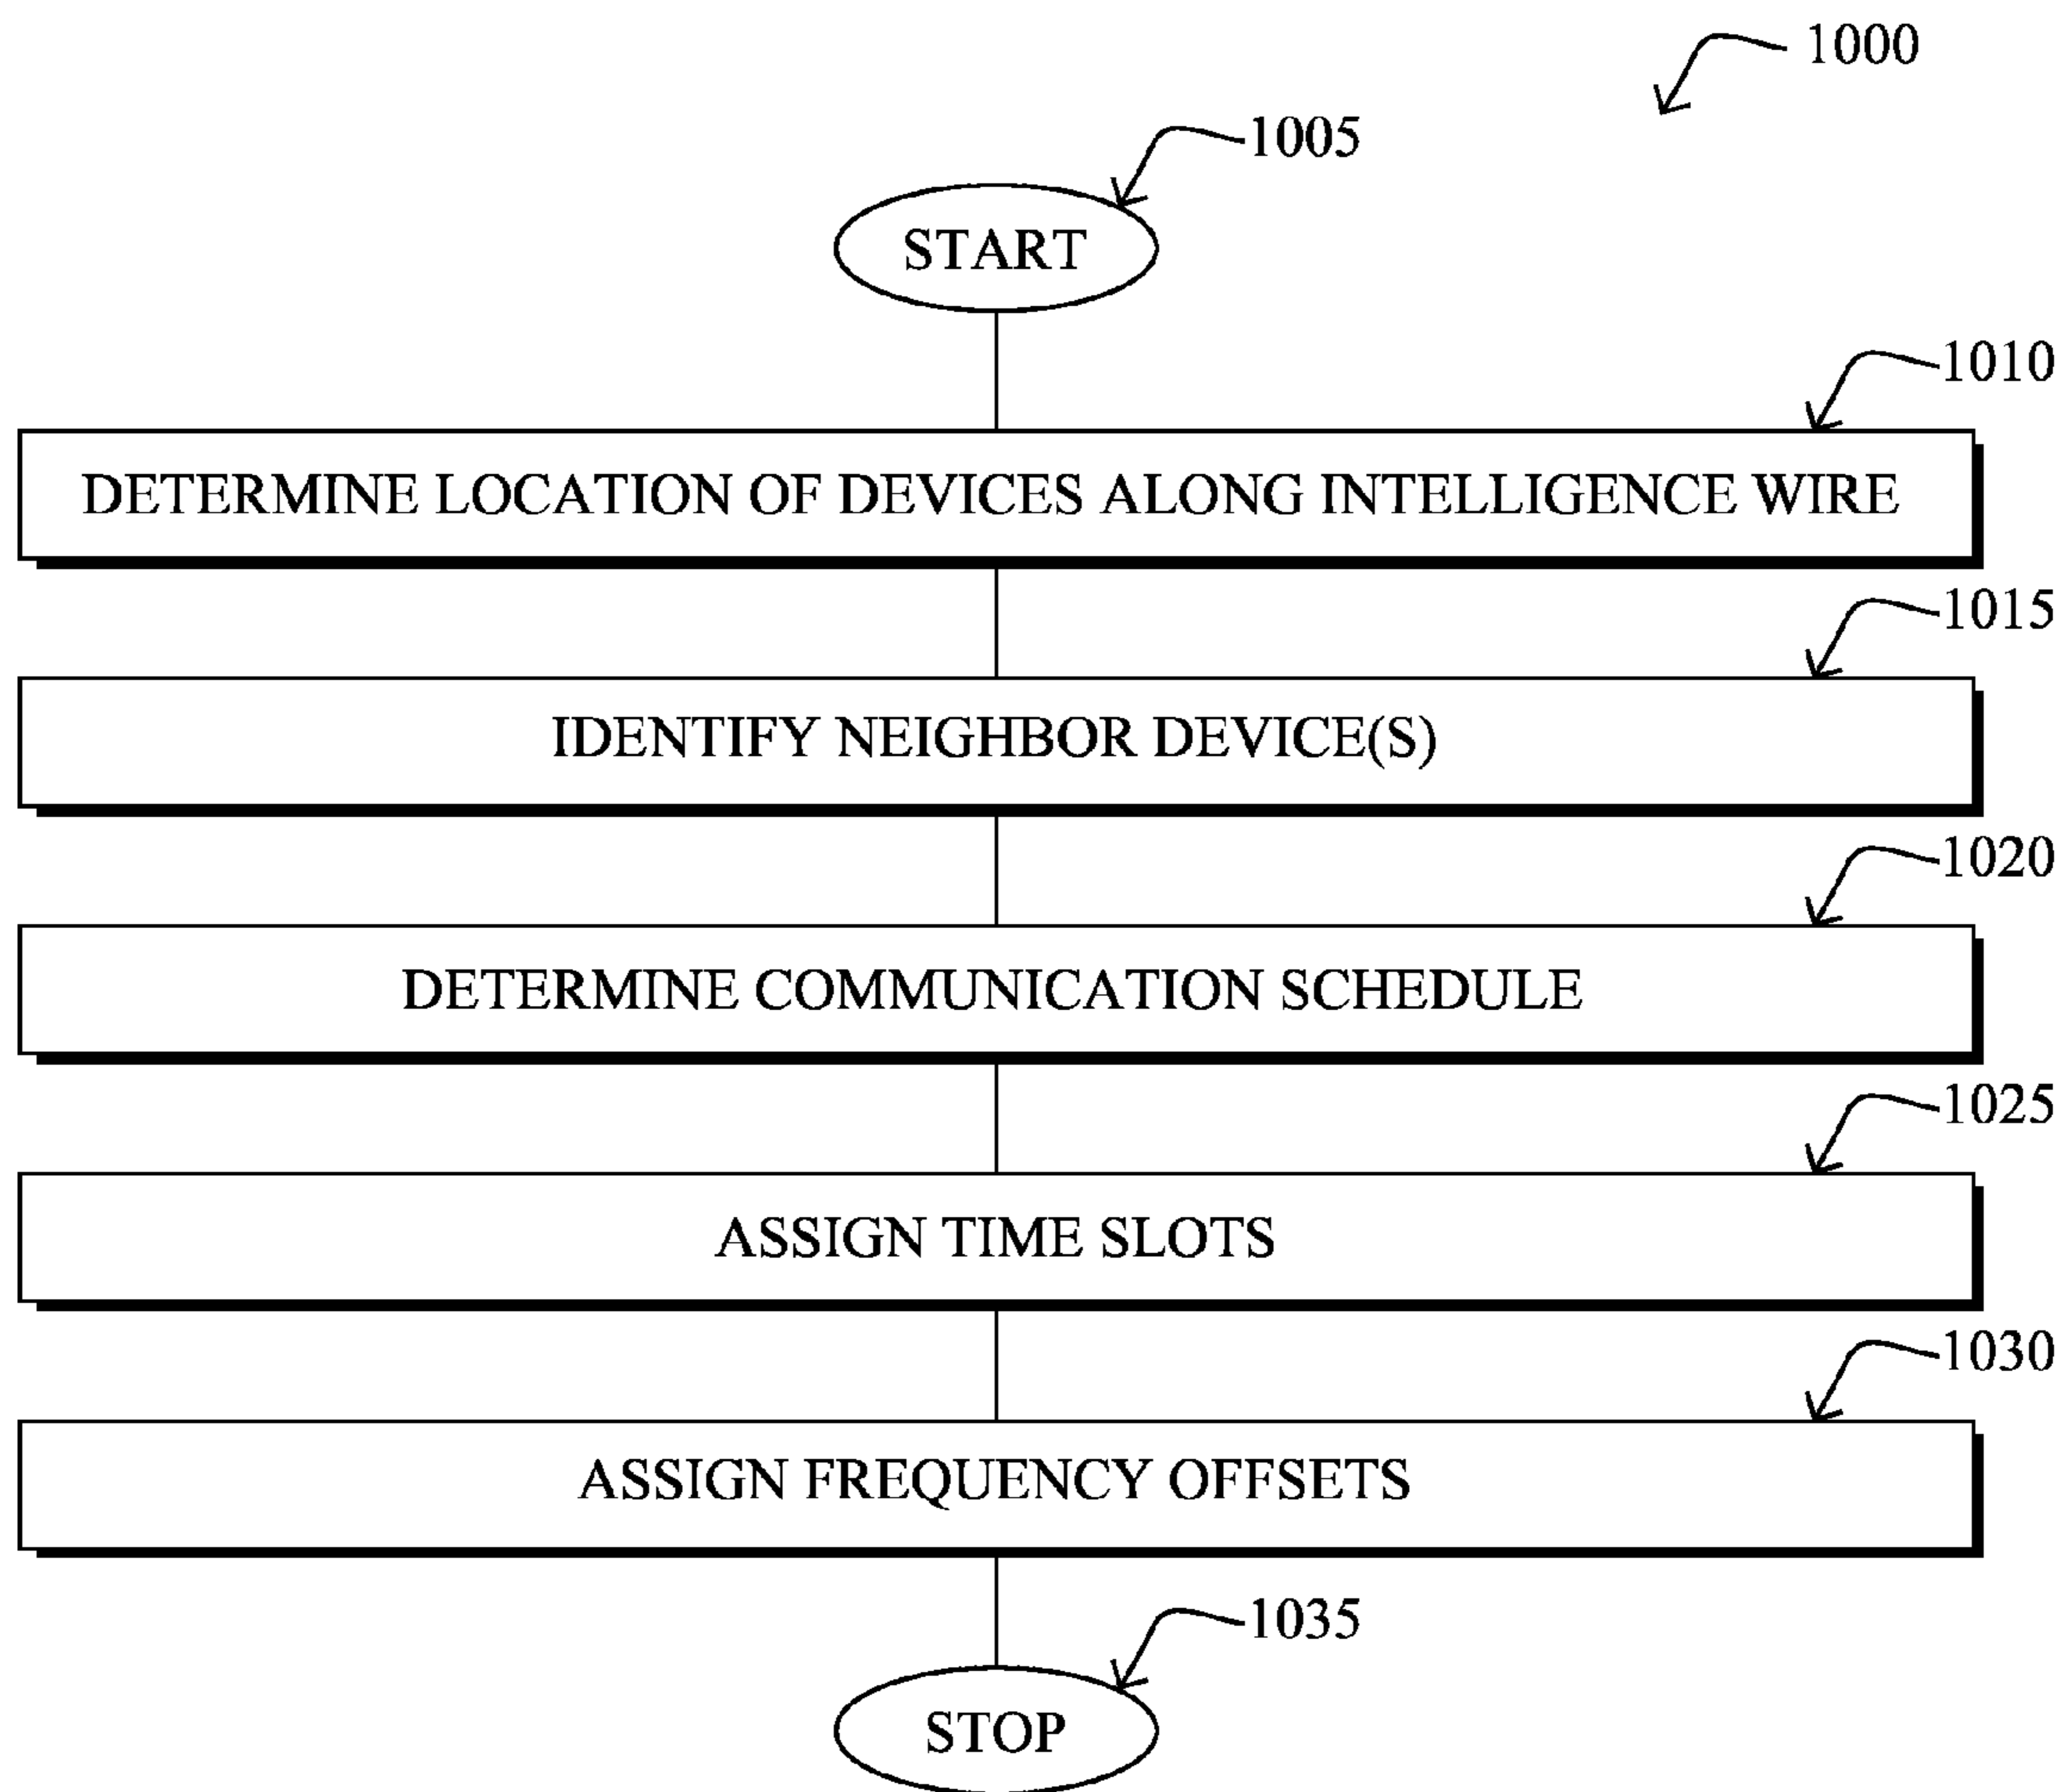 1000
1005
START
1010
DETERMINE LOCATION OF DEVICES ALONG INTELLIGENCE WIRE
1015
IDENTIFY NEIGHBOR DEVICE(S)
1020
DETERMINE COMMUNICATION SCHEDULE
1025
ASSIGN TIME SLOTS
1030
ASSIGN FREQUENCY OFFSETS
1035
STOP